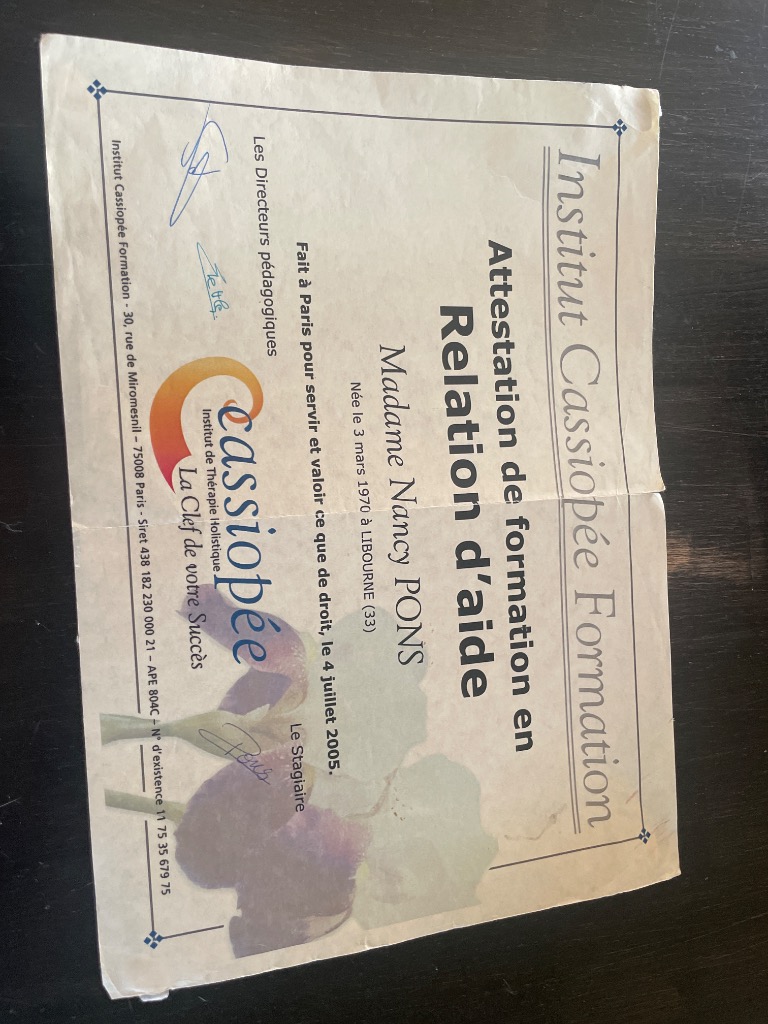 Institut Cassiopée Formation
Attestation de formation en
Relation d'aide
Madame Nancy PONS
Née le 3 mars 1970 à LIBOURNE (33)
Fait à Paris pour servir et valoir ce que de droit, le 4 juillet 2005.
Les Directeurs pédagogiques
Le Stagiaire
Pons
Cassiopée
Institut de Thérapie Holistique
La Clef de votre Succès
Institut Cassiopée Formation - 30, rue de Miromesnil – 75008 Paris - Siret 438 182 230 000 21 – APE 804C – N° d'existence 11 75 35 679 75